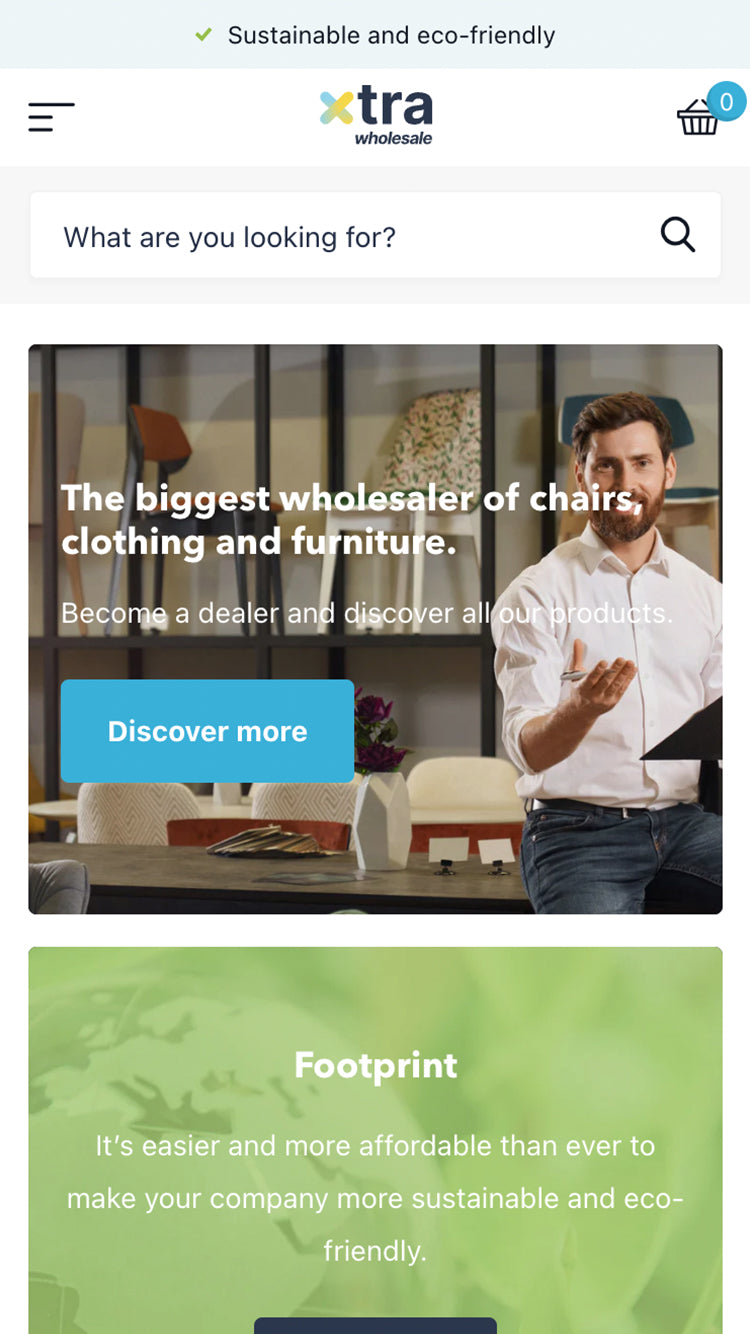 Sustainable and eco-friendly
xtra
wholesale
0
What are you looking for?
The biggest wholesaler of chairs,
clothing and furniture.
Become a dealer and discover all our products.
Discover more
Footprint
It’s easier and more affordable than ever to
make your company more sustainable and eco-
friendly.